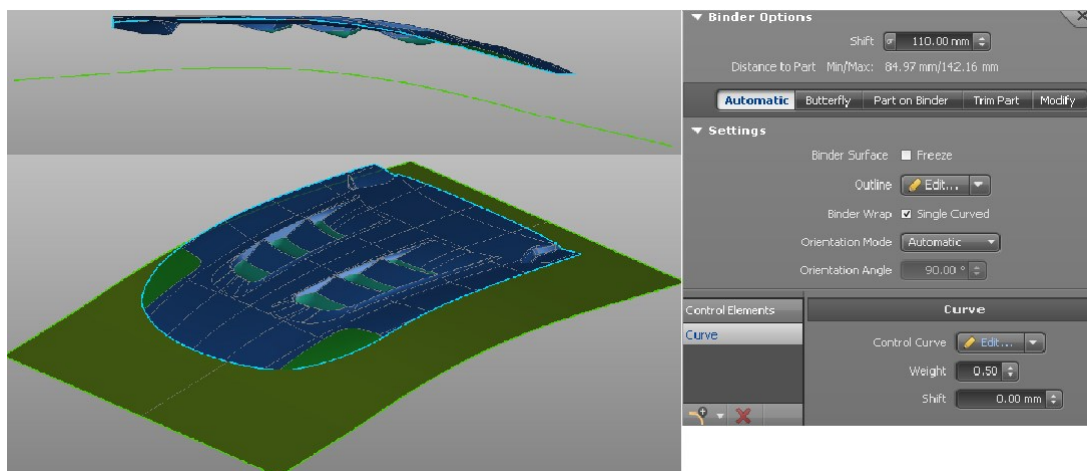 Binder Options
Shift 110.00 mm
Distance to Part Min/Max: 84.97 mm/142.16 mm
Automatic Butterfly Part on Binder Trim Part Modify
Settings
Binder Surface Freeze
Outline Edit...
Binder Wrap Single Curved
Orientation Mode Automatic
Orientation Angle 90.00 °
Control Elements Curve
Curve
Control Curve Edit...
Weight 0.50
Shift 0.00 mm